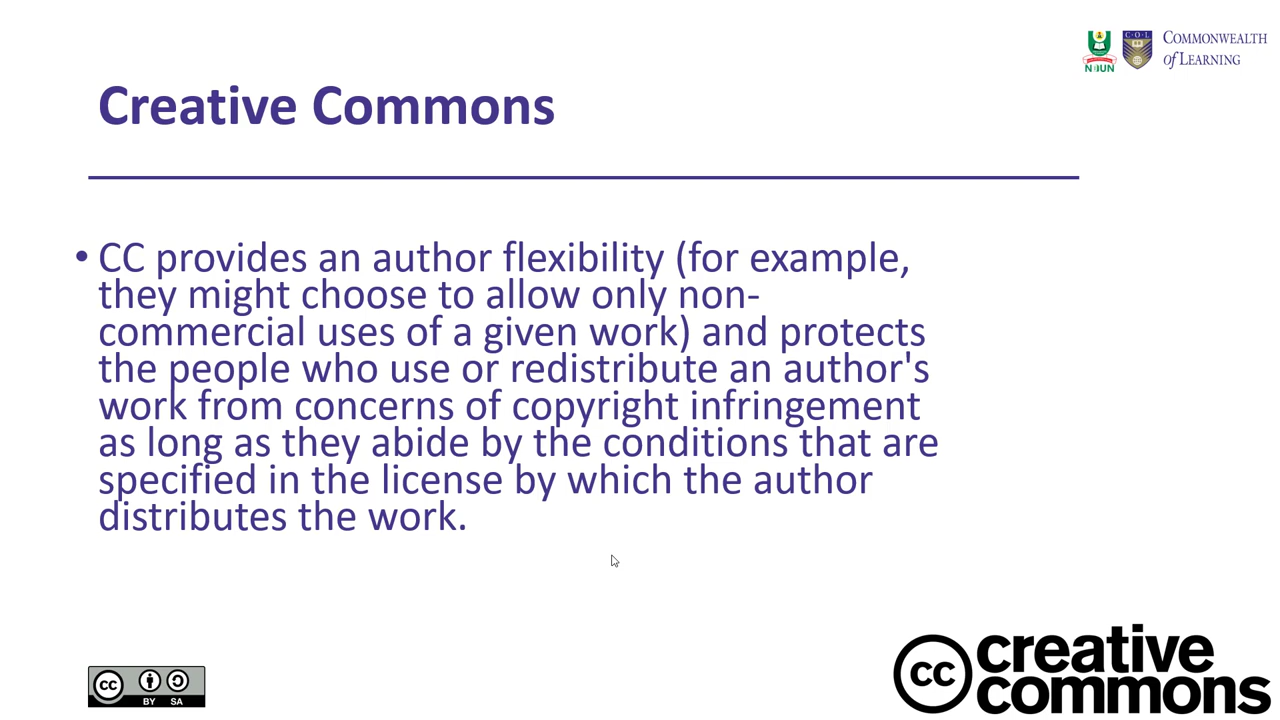 NOUN
C·O·L
COMMONWEALTH
of LEARNING
Creative Commons
• CC provides an author flexibility (for example,
they might choose to allow only non-
commercial uses of a given work) and protects
the people who use or redistribute an author's
work from concerns of copyright infringement
as long as they abide by the conditions that are
specified in the license by which the author
distributes the work.
cc
BY SA
cc creative
commons